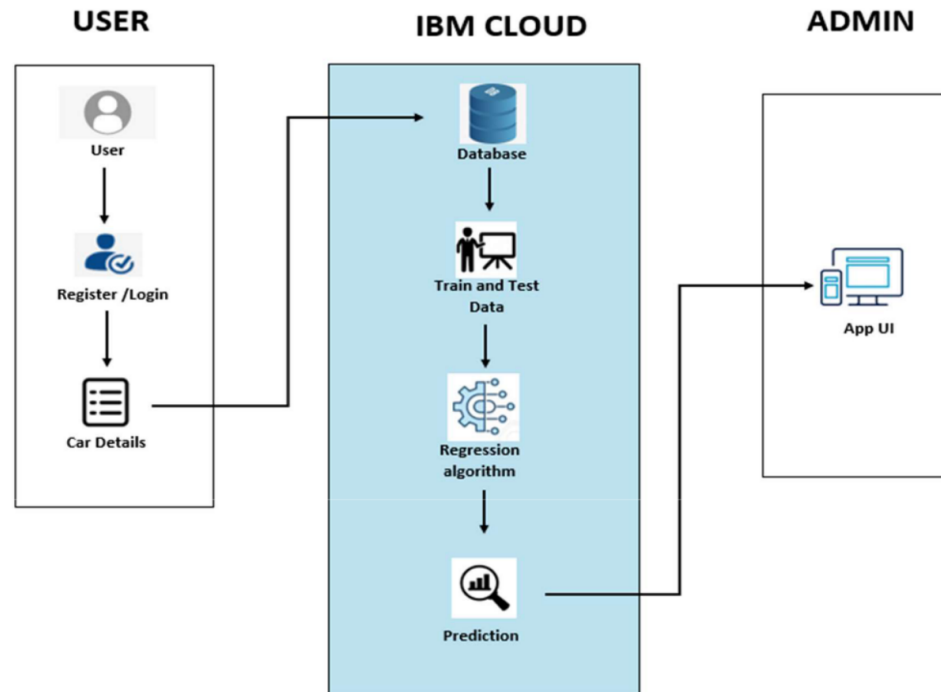 USER
IBM CLOUD
ADMIN
User
Register /Login
Car Details
Database
Train and Test
Data
Regression
algorithm
Prediction
App UI